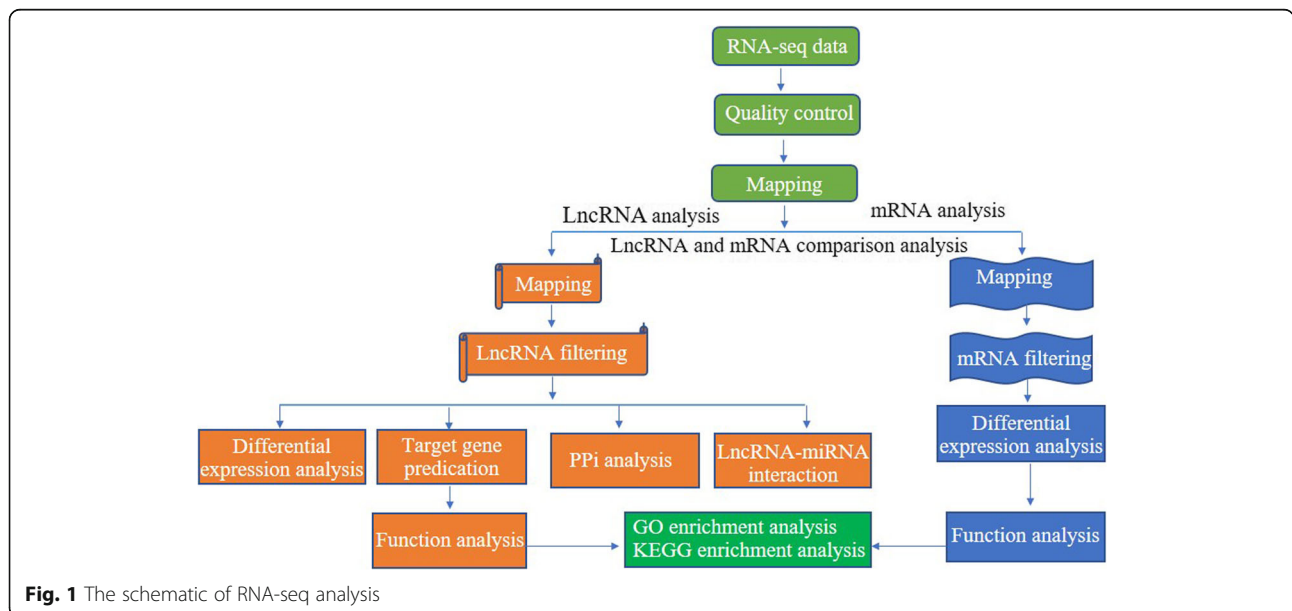 RNA-seq data
Quality control
Mapping
LncRNA analysis
mRNA analysis
LncRNA and mRNA comparison analysis
Mapping
Mapping
LncRNA filtering
mRNA filtering
Differential
expression analysis
Target gene
predication
PPi analysis
LncRNA-miRNA
interaction
Differential
expression analysis
Function analysis
GO enrichment analysis
KEGG enrichment analysis
Function analysis
Fig. 1 The schematic of RNA-seq analysis